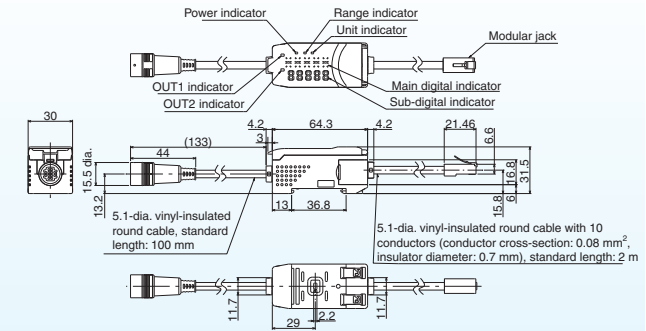 Power indicator
Range indicator
Unit indicator
Modular jack
OUT1 indicator
OUT2 indicator
Main digital indicator
Sub-digital indicator
30
4.2
64.3
4.2
21.46
(133)
3
6.6
44
15.5 dia.
13.2
16.8
31.5
15.8
6
13
36.8
5.1-dia. vinyl-insulated
round cable, standard
length: 100 mm
5.1-dia. vinyl-insulated round cable with 10
conductors (conductor cross-section: 0.08 mm²,
insulator diameter: 0.7 mm), standard length: 2 m
11.7
11.7
2.2
29